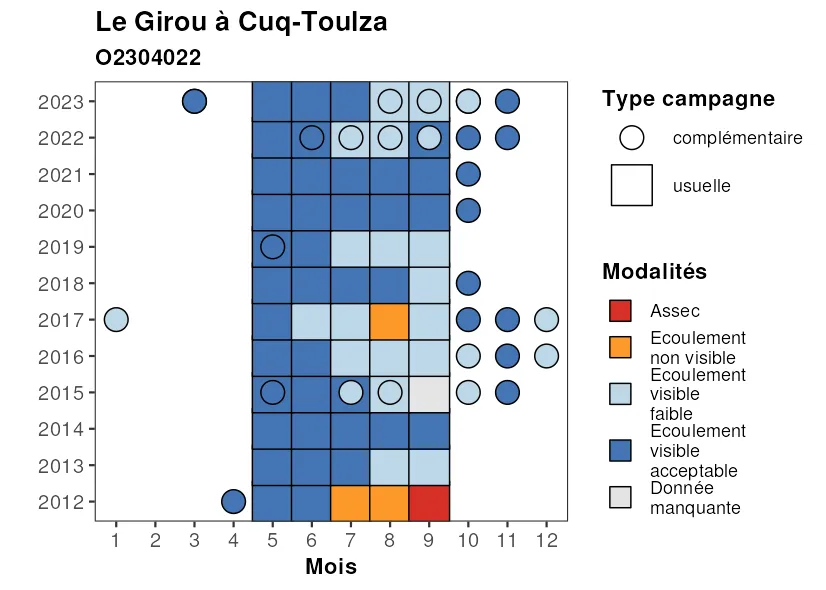 Le Girou à Cuq-Toulza
O2304022
2023
2022
2021
2020
2019
2018
2017
2016
2015
2014
2013
2012
1 2 3 4 5 6 7 8 9 10 11 12
Mois
Type campagne
complémentaire
usuelle
Modalités
Assec
Ecoulement
non visible
Ecoulement
visible
faible
Ecoulement
visible
acceptable
Donnée
manquante